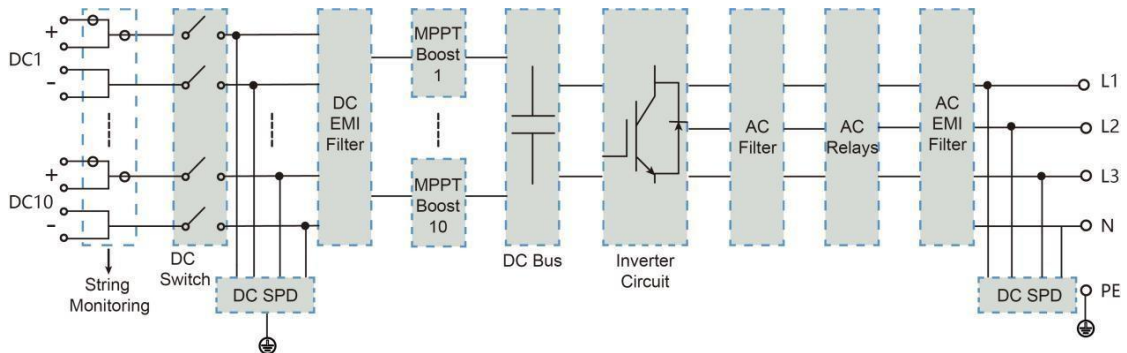 +
DC1
−
+
DC10
−
String
Monitoring
DC
Switch
DC SPD
DC
EMI
Filter
MPPT
Boost
1
MPPT
Boost
10
DC Bus
Inverter
Circuit
AC
Filter
AC
Relays
AC
EMI
Filter
DC SPD
L1
L2
L3
N
PE